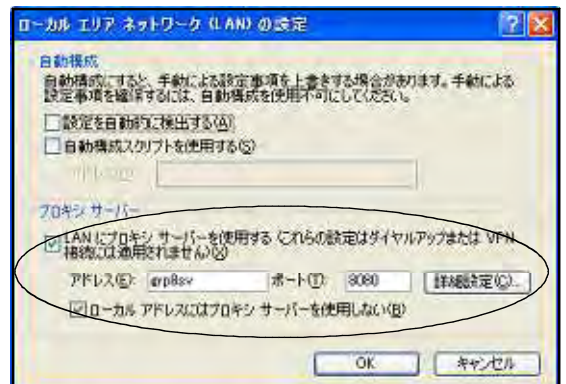 ローカル エリア ネットワーク (LAN) の設定
自動構成
自動構成にすると、手動による設定事項を上書きする場合があります。手動による
設定事項を確保するには、自動構成を使用不可にしてください。
設定を自動的に検出する(A)
自動構成スクリプトを使用する(S)
プロキシ サーバー
LAN にプロキシ サーバーを使用する (これらの設定はダイヤルアップまたは VPN
接続には適用されません)(X)
アドレス(E): grp8sv ポート(T): 8080 詳細設定(C)...
ローカル アドレスにはプロキシ サーバーを使用しない(B)
OK キャンセル